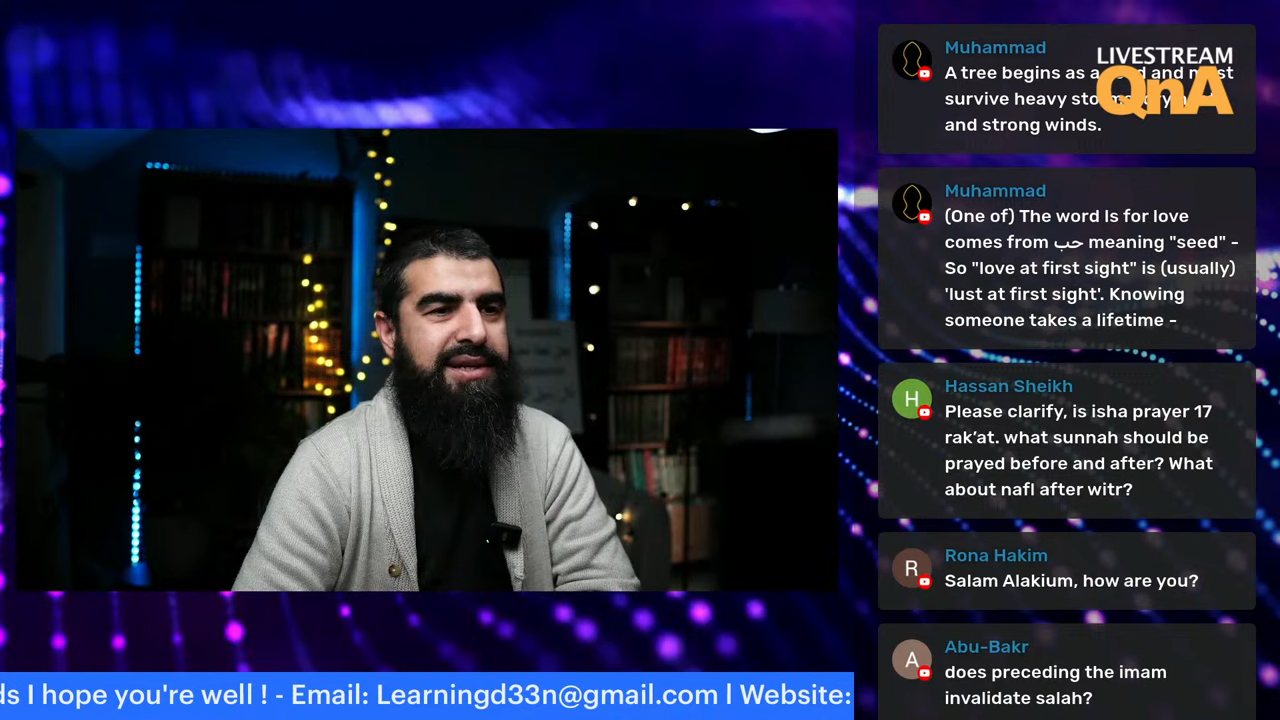 LIVESTREAM
QnA
Muhammad
A tree begins as a and
survive heavy
and strong winds.
Muhammad
(One of) The word Is for love
comes from حب meaning "seed" -
So "love at first sight" is (usually)
'lust at first sight'. Knowing
someone takes a lifetime -
H
Hassan Sheikh
Please clarify, is isha prayer 17
rak’at. what sunnah should be
prayed before and after? What
about nafl after witr?
R
Rona Hakim
Salam Alakium, how are you?
A
Abu-Bakr
does preceding the imam
invalidate salah?
I hope you're well ! - Email: Learningd33n@gmail.com l Website: